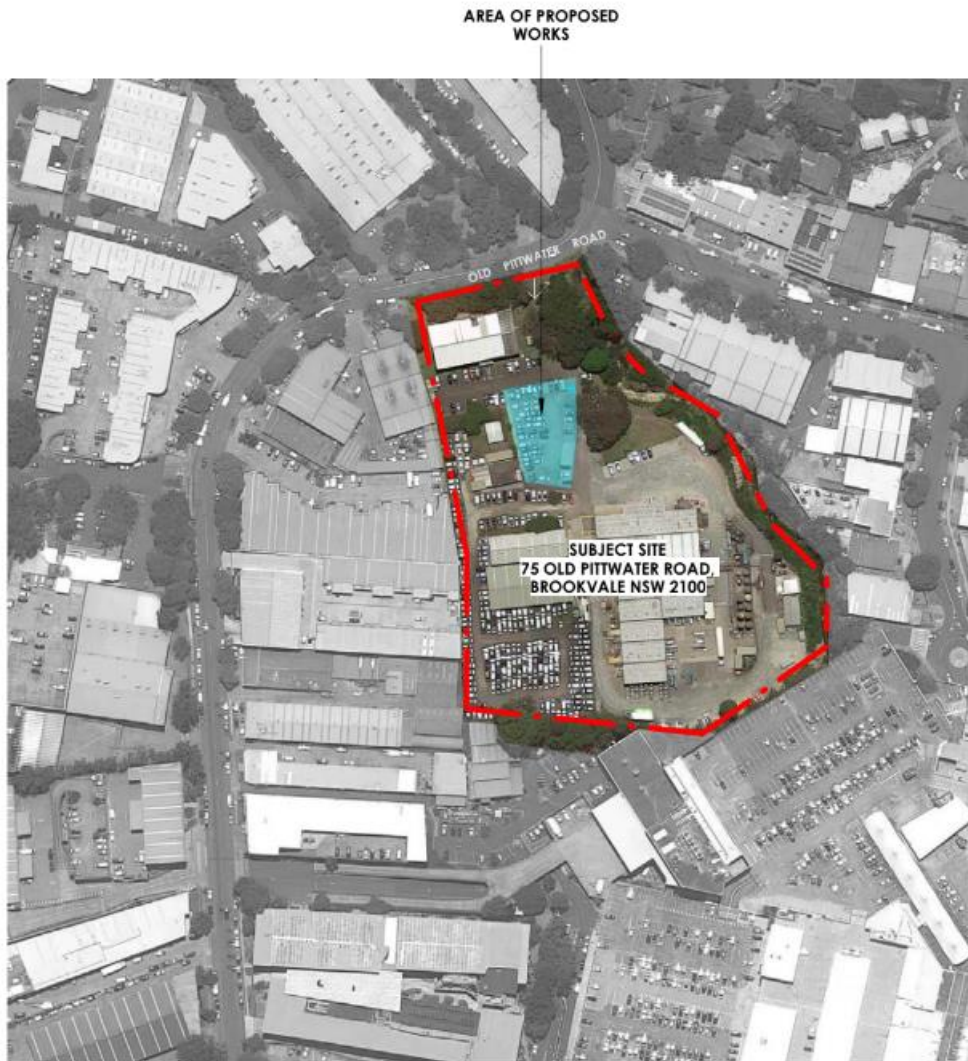 AREA OF PROPOSED
WORKS
OLD PITTWATER ROAD
SUBJECT SITE
75 OLD PITTWATER ROAD,
BROOKVALE NSW 2100